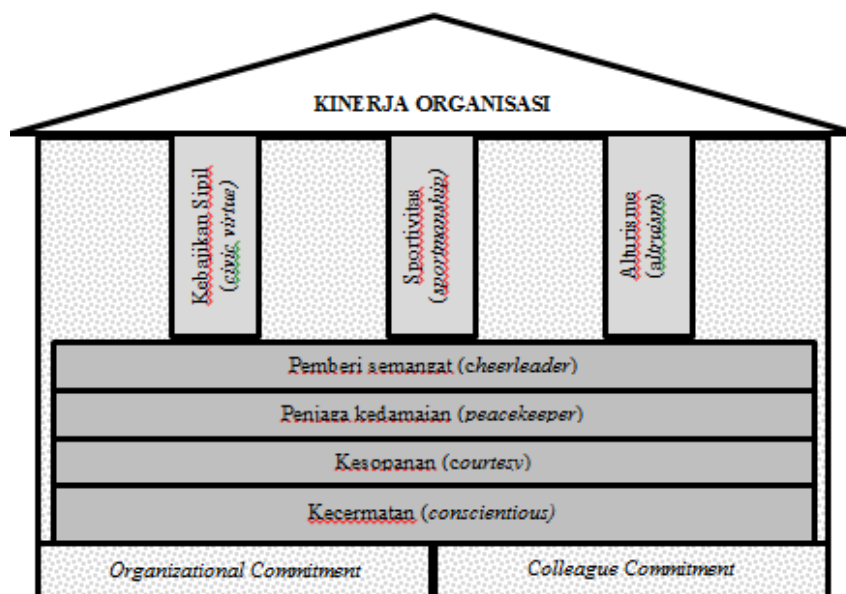 KINERJA ORGANISASI
Kebajikan Sipil
(civic virtue)
Sportivitas
(sportmanship)
Alturisme
(altruism)
Pemberi semangat (cheerleader)
Penjaga kedamaian (peacekeeper)
Kesopanan (courtesy)
Kecermatan (conscientious)
Organizational Commitment
Colleague Commitment